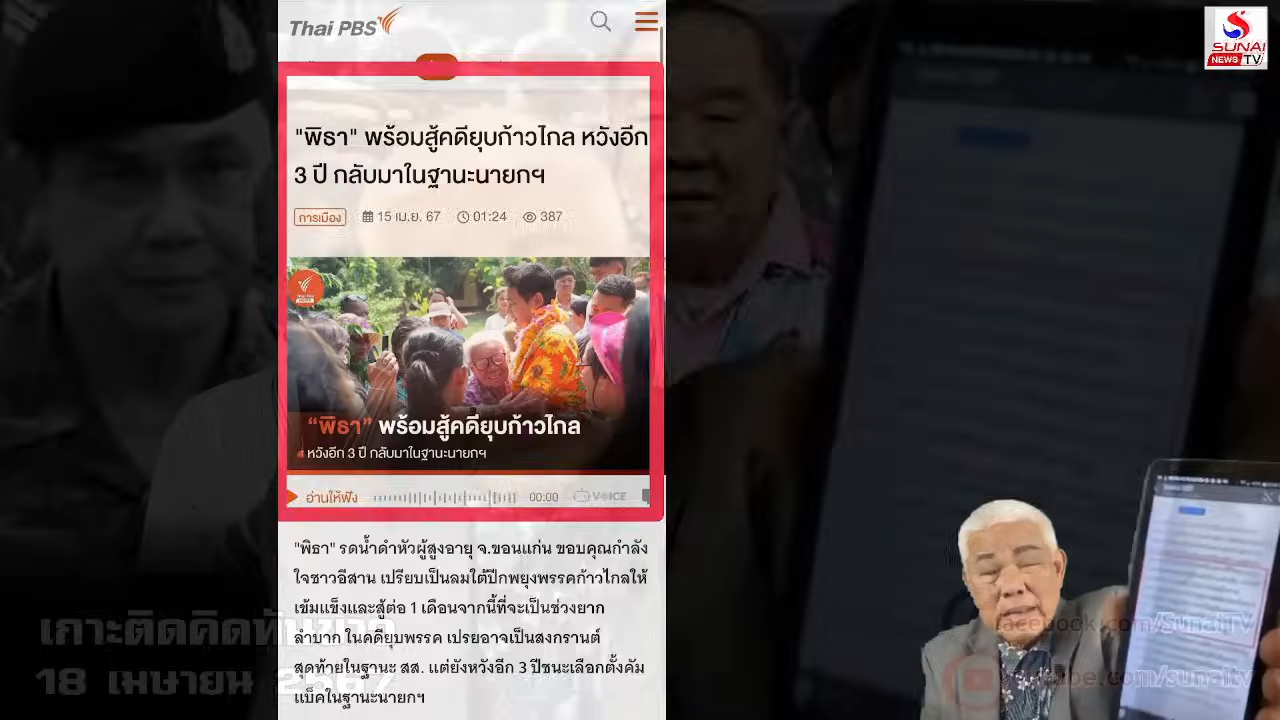 Thai PBS
SUNAI
NEWS TV
"พิธา" พร้อมสู้คดียุบก้าวไกล หวังอีก
3 ปี กลับมาในฐานะนายกฯ
การเมือง 15 เม.ย. 67 01:24 387
"พิธา" พร้อมสู้คดียุบก้าวไกล
หวังอีก 3 ปี กลับมาในฐานะนายกฯ
อ่านให้ฟัง 00:00 VOICE
"พิธา" รดน้ำดำหัวผู้สูงอายุ จ.ขอนแก่น ขอบคุณกำลัง
ใจชาวอีสาน เปรียบเป็นลมใต้ปีกพยุงพรรคก้าวไกลให้
เข้มแข็งและสู้ต่อ 1 เดือนจากนี้ที่จะเป็นช่วงยาก
ลำบาก ในคดียุบพรรค เปรยอาจเป็นสงกรานต์
สุดท้ายในฐานะ สส. แต่ยังหวังอีก 3 ปีชนะเลือกตั้งคัม
แบ็คในฐานะนายกฯ
เกาะติดคิดทันข่าว
18 เมษายน 2567
facebook.com/SunaiTV
youtube.com/sunaitv